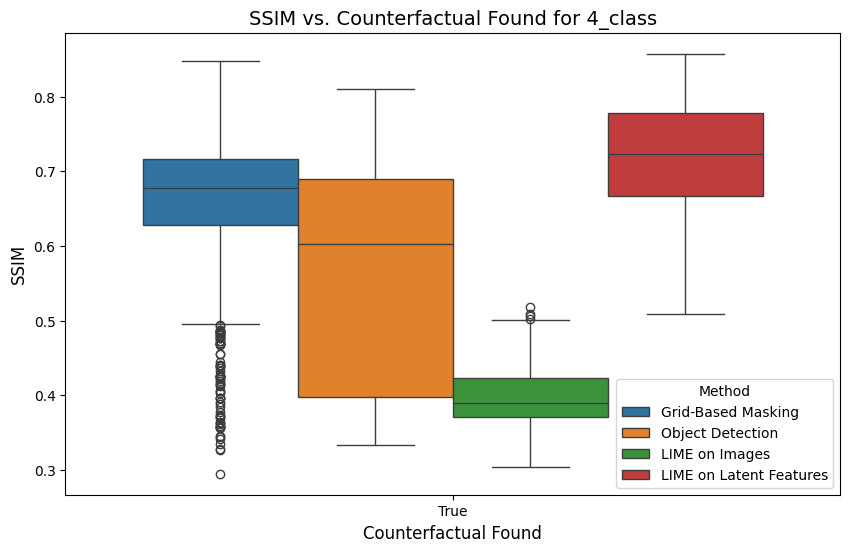 SSIM vs. Counterfactual Found for 4_class
SSIM
0.8
0.7
0.6
0.5
0.4
0.3
True
Counterfactual Found
Method
Grid-Based Masking
Object Detection
LIME on Images
LIME on Latent Features